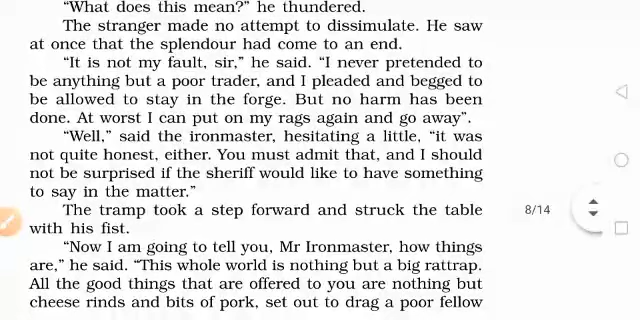 “What does this mean?” he thundered.
The stranger made no attempt to dissimulate. He saw
at once that the splendour had come to an end.
“It is not my fault, sir,” he said. “I never pretended to
be anything but a poor trader, and I pleaded and begged to
be allowed to stay in the forge. But no harm has been
done. At worst I can put on my rags again and go away”.
“Well,” said the ironmaster, hesitating a little, “it was
not quite honest, either. You must admit that, and I should
not be surprised if the sheriff would like to have something
to say in the matter.”
The tramp took a step forward and struck the table
with his fist.
“Now I am going to tell you, Mr Ironmaster, how things
are,” he said. “This whole world is nothing but a big rattrap.
All the good things that are offered to you are nothing but
cheese rinds and bits of pork, set out to drag a poor fellow
8/14